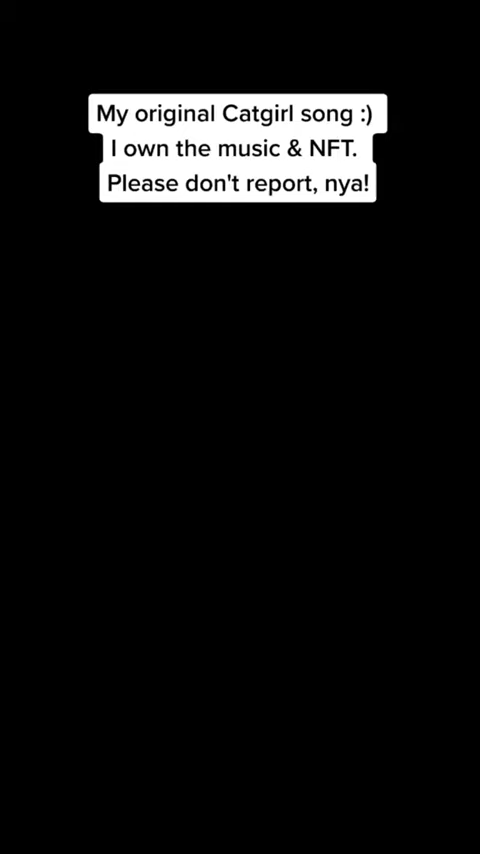 My original Catgirl song :)
I own the music & NFT.
Please don't report, nya!